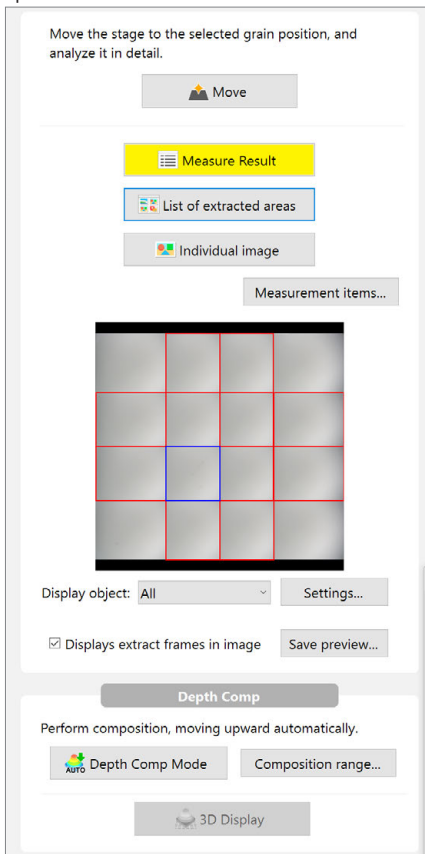 Move the stage to the selected grain position, and
analyze it in detail.
Move
Measure Result
List of extracted areas
Individual image
Measurement items...
Display object: All Settings...
Displays extract frames in image Save preview...
Depth Comp
Perform composition, moving upward automatically.
AUTO Depth Comp Mode Composition range...
3D Display